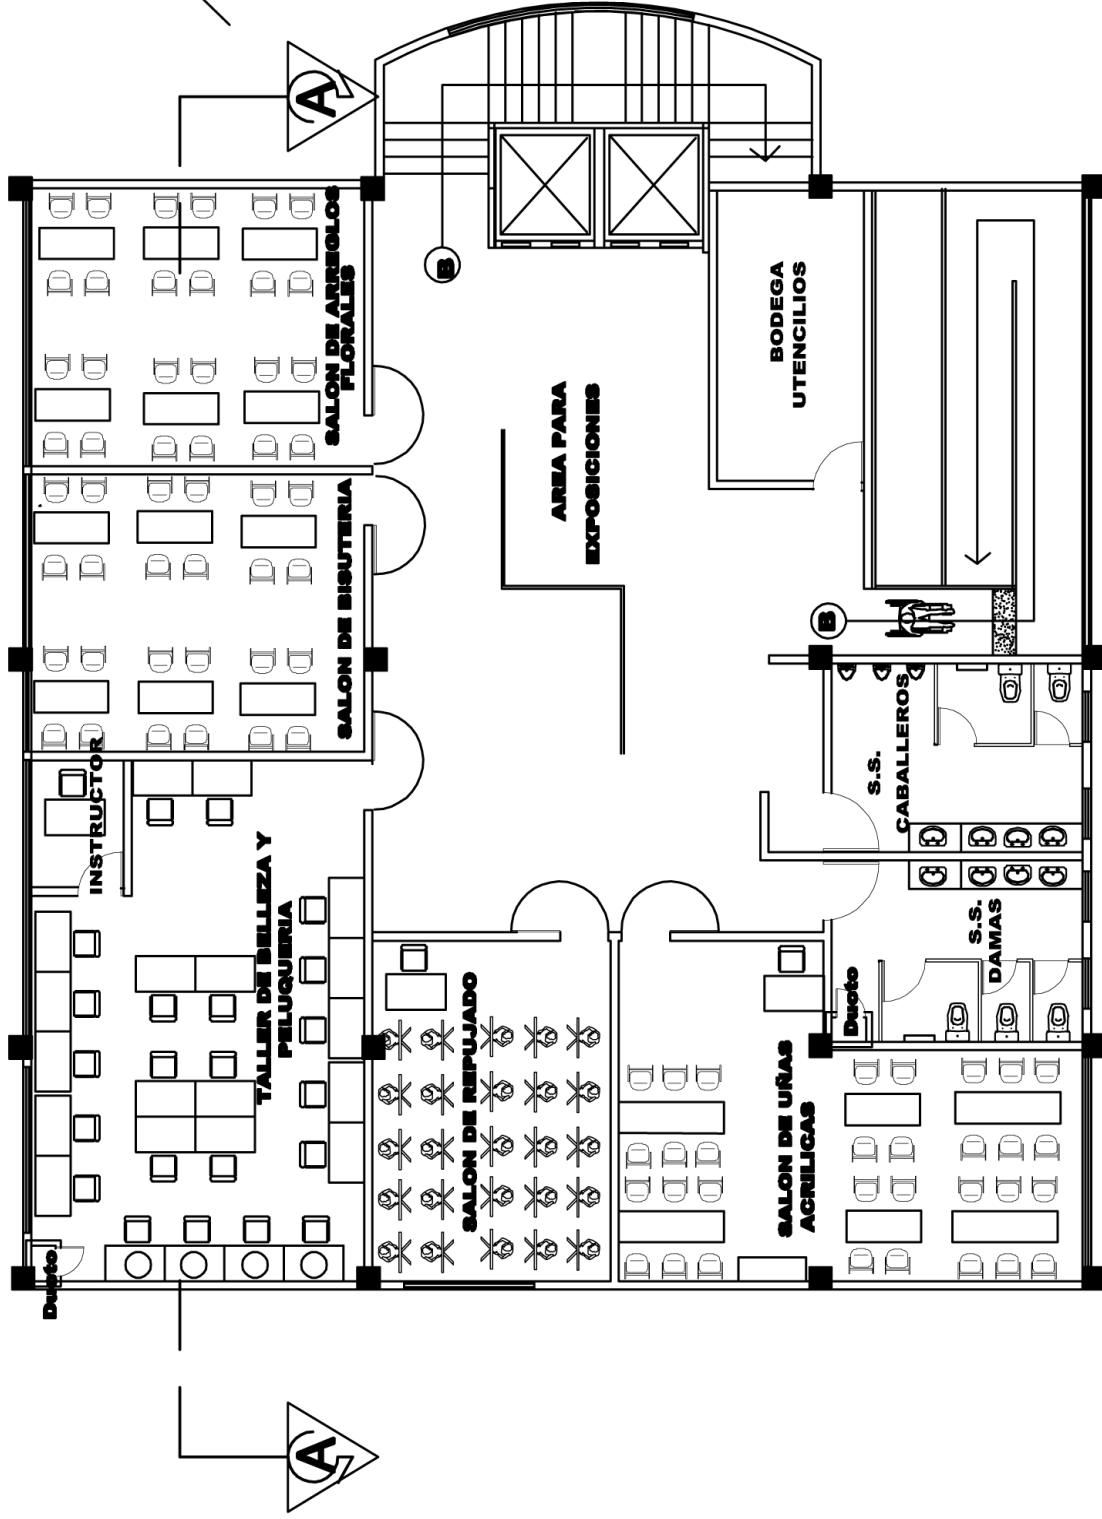 A
SALON DE ARREGLOS
FLORALES
B
BODEGA
UTENCILIOS
AREA PARA
EXPOSICIONES
SALON DE BISUTERIA
B
INSTRUCTOR
S.S.
CABALLEROS
TALLER DE BELLEZA Y
PELUQUERIA
S.S.
DAMAS
SALON DE REPUJADO
Ducto
SALON DE UÑAS
ACRILICAS
Ducto
A